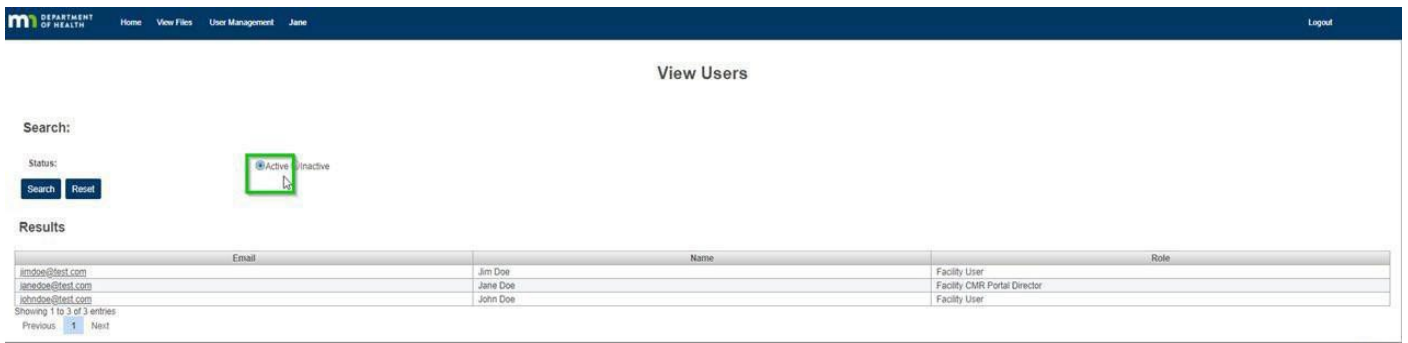 DEPARTMENT OF HEALTH Home View Files User Management Jane Logout
View Users
Search:
Status: Active Inactive
Search Reset
Results
Email Name Role
jimdoe@test.com Jim Doe Facility User
janedoe@test.com Jane Doe Facility CMR Portal Director
johndoe@test.com John Doe Facility User
Showing 1 to 3 of 3 entries
Previous 1 Next